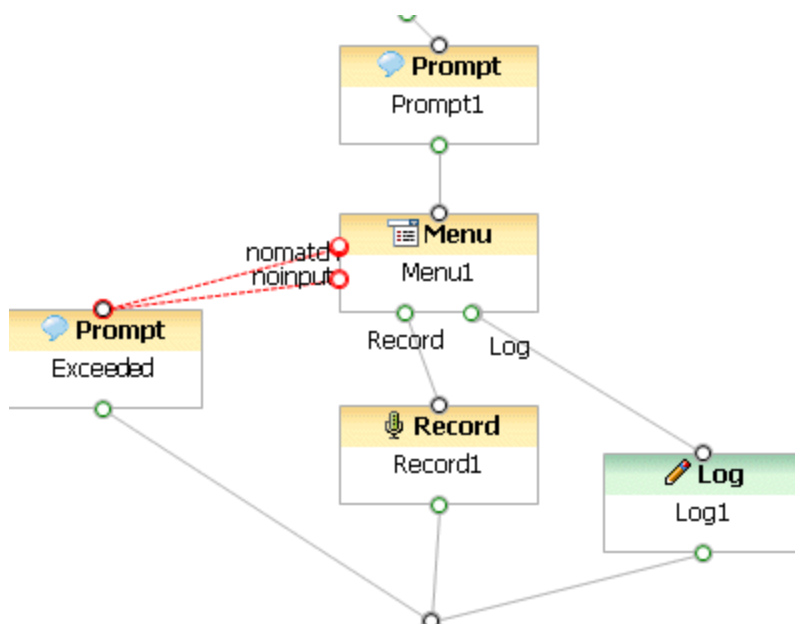 Prompt
Prompt1
Menu
Menu1
nomatch
noinput
Record
Log
Prompt
Exceeded
Record
Record1
Log
Log1